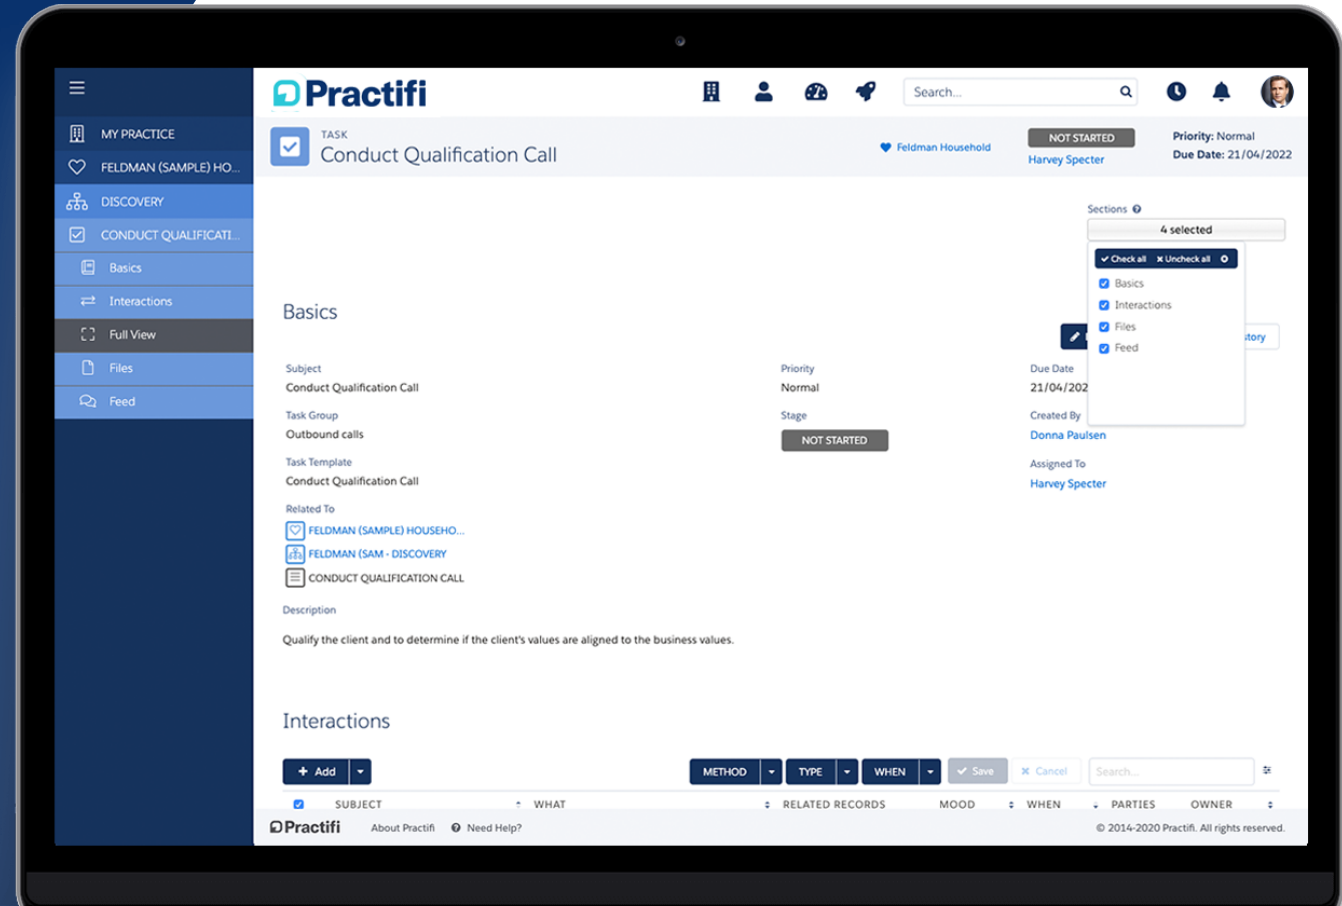 Practifi
Search...
MY PRACTICE
FELDMAN (SAMPLE) HO...
DISCOVERY
CONDUCT QUALIFICATI...
Basics
Interactions
Full View
Files
Feed
TASK
Conduct Qualification Call
Feldman Household
NOT STARTED
Harvey Specter
Priority: Normal
Due Date: 21/04/2022
Sections
4 selected
Check all Uncheck all
Basics
Interactions
Files
Feed
Basics
Subject
Conduct Qualification Call
Priority
Normal
Due Date
21/04/202
Task Group
Outbound calls
Stage
NOT STARTED
Created By
Donna Paulsen
Task Template
Conduct Qualification Call
Assigned To
Harvey Specter
Related To
FELDMAN (SAMPLE) HOUSEHO...
FELDMAN (SAM - DISCOVERY
CONDUCT QUALIFICATION CALL
Description
Qualify the client and to determine if the client's values are aligned to the business values.
Interactions
+ Add METHOD TYPE WHEN Save Cancel Search...
SUBJECT WHAT RELATED RECORDS MOOD WHEN PARTIES OWNER
Practifi About Practifi Need Help? © 2014-2020 Practifi. All rights reserved.